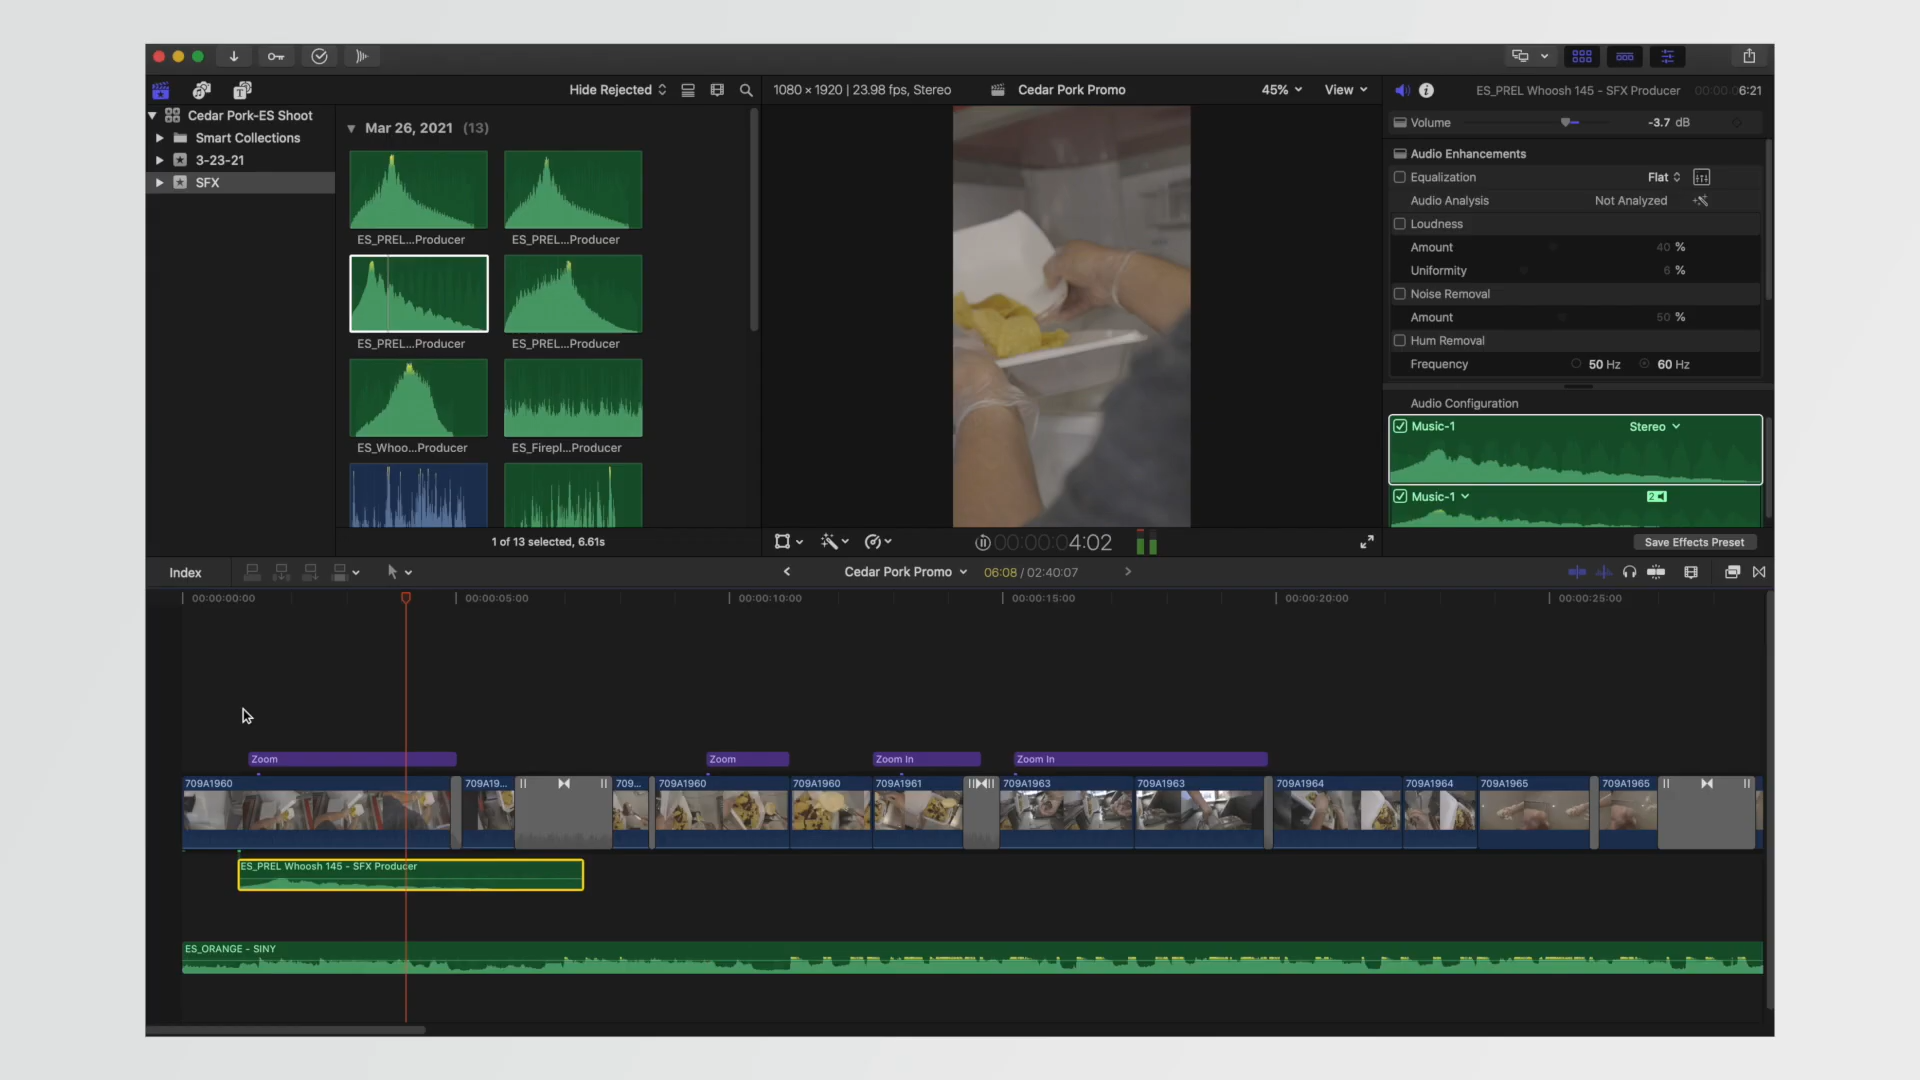 Hide Rejected
1080 × 1920 | 23.98 fps, Stereo
Cedar Pork Promo
45%
View
ES_PREL Whoosh 145 - SFX Producer
00:00:06:21
Cedar Pork-ES Shoot
Smart Collections
3-23-21
SFX
Mar 26, 2021 (13)
ES_PREL...Producer
ES_PREL...Producer
ES_PREL...Producer
ES_PREL...Producer
ES_Whoo...Producer
ES_Firepl...Producer
1 of 13 selected, 6.61s
00:00:04:02
Volume
-3.7 dB
Audio Enhancements
Equalization
Flat
Audio Analysis
Not Analyzed
Loudness
Amount
40 %
Uniformity
6 %
Noise Removal
Amount
50 %
Hum Removal
Frequency
50 Hz
60 Hz
Audio Configuration
Music-1
Stereo
Music-1
2
Save Effects Preset
Index
Cedar Pork Promo
06:08 / 02:40:07
00:00:00:00
00:00:05:00
00:00:10:00
00:00:15:00
00:00:20:00
00:00:25:00
Zoom
Zoom
Zoom In
Zoom In
709A1960
709A19...
709...
709A1960
709A1960
709A1961
709A1963
709A1963
709A1964
709A1964
709A1965
709A1965
ES_PREL Whoosh 145 - SFX Producer
ES_ORANGE - SINY